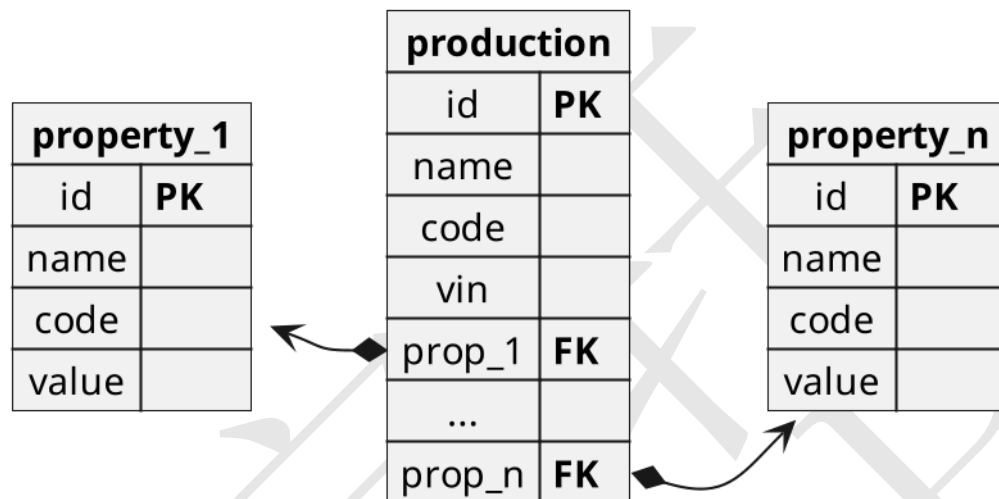 property_1
id PK
name
code
value
production
id PK
name
code
vin
prop_1 FK
...
prop_n FK
property_n
id PK
name
code
value